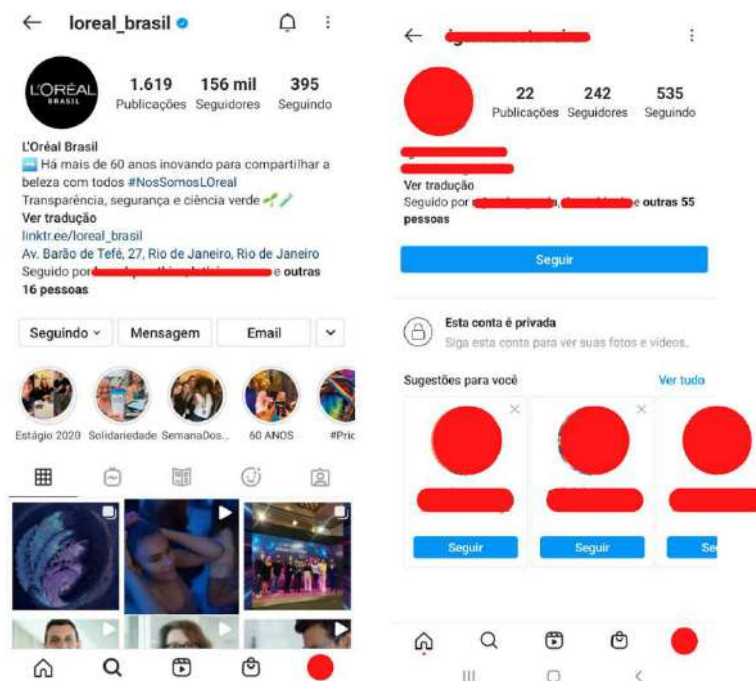 loreal_brasil
L'ORÉAL
BRASIL
1.619
156 mil
395
Publicações
Seguidores
Seguindo
L'Oréal Brasil
➡️ Há mais de 60 anos inovando para compartilhar a
beleza com todos #NosSomosLOreal
Transparência, segurança e ciência verde 🌱🧪
Ver tradução
linktr.ee/loreal_brasil
Av. Barão de Tefé, 27, Rio de Janeiro, Rio de Janeiro
Seguido por e outras
16 pessoas
Seguindo
Mensagem
Email
Estágio 2020
Solidariedade
SemanaDos...
60 ANOS
#Pric
22
242
535
Publicações
Seguidores
Seguindo
Ver tradução
Seguido por e outras 55
pessoas
Seguir
Esta conta é privada
Siga esta conta para ver suas fotos e vídeos.
Sugestões para você
Ver tudo
Seguir
Seguir
Se